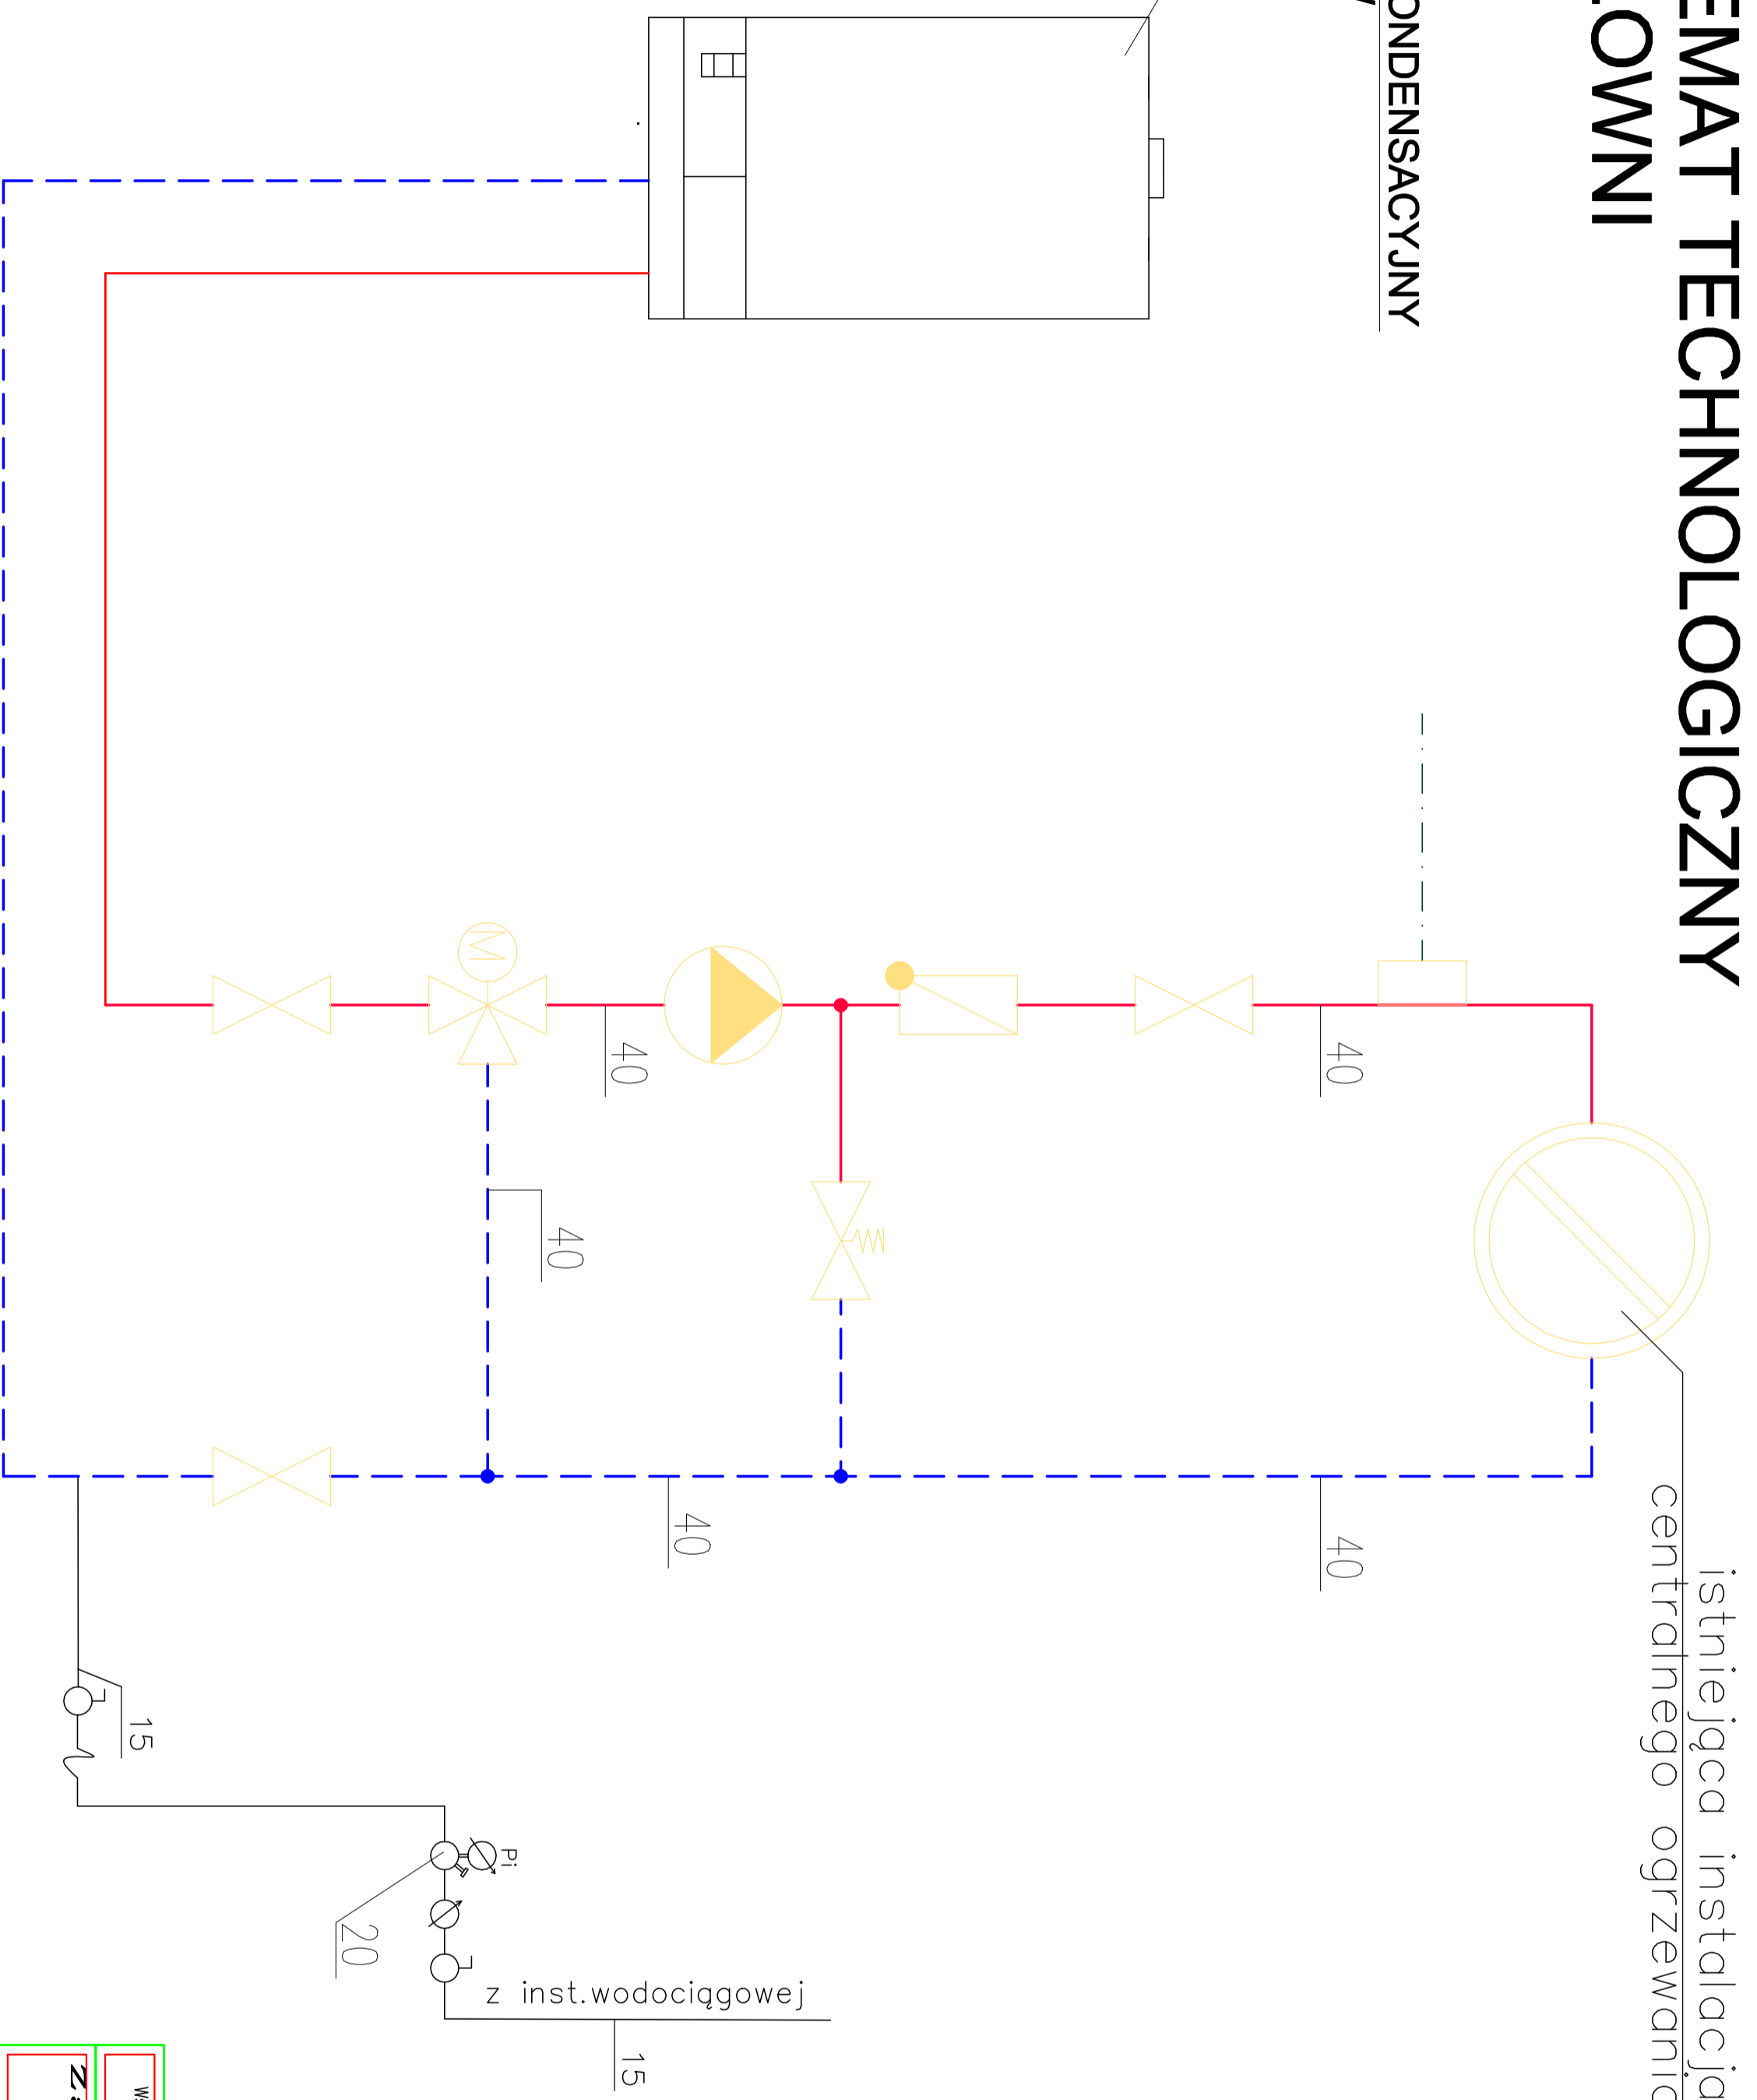 EMAT TECHNOLOGICZNY
OWNI
ONDENSACYJNY
M
40
40
40
40
40
istniejąca instalacja
centralnego ogrzewania
15
Pi
20
z inst.wodociągowej
15